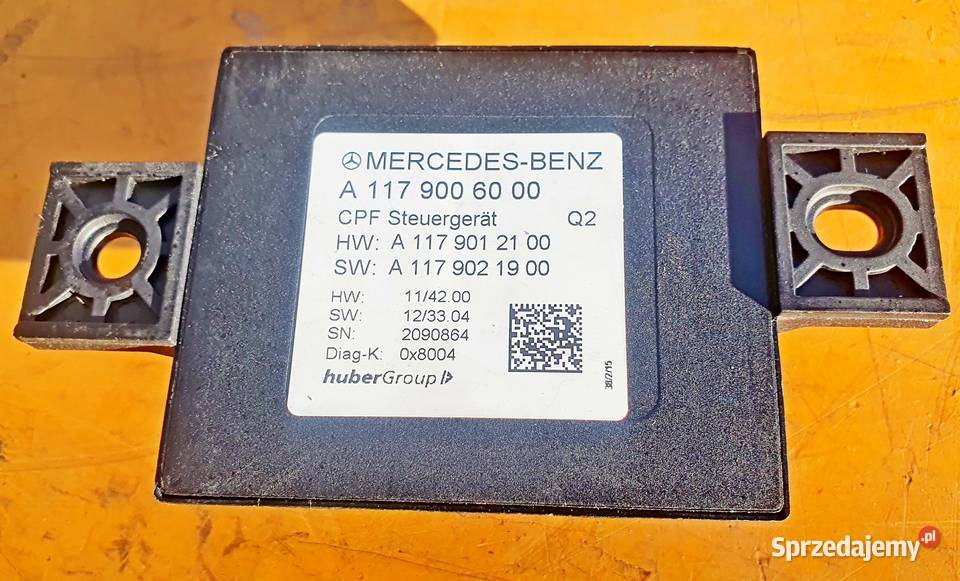 MERCEDES-BENZ
A 117 900 60 00
CPF Steuergerät Q2
HW: A 117 901 21 00
SW: A 117 902 19 00
HW: 11/42.00
SW: 12/33.04
SN: 2090864
Diag-K: 0x8004
huberGroup
38/2/15
Sprzedajemy.pl